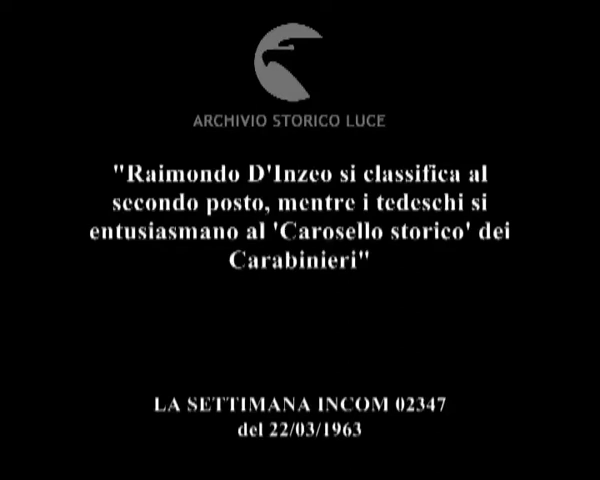 ARCHIVIO STORICO LUCE
"Raimondo D'Inzeo si classifica al
secondo posto, mentre i tedeschi si
entusiasmano al 'Carosello storico' dei
Carabinieri"
LA SETTIMANA INCOM 02347
del 22/03/1963